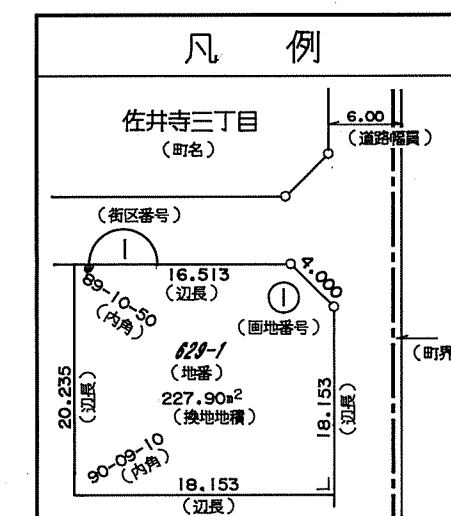 凡例
佐井寺三丁目
(町名)
6.00
(道路幅員)
(街区番号)
1
16.513
(辺長)
4.000
89-10-50
(内角)
1
(画地番号)
629-1
(地番)
227.90m²
(換地地積)
20.235
(辺長)
18.153
(辺長)
(町界
90-09-10
(内角)
18.153
(辺長)